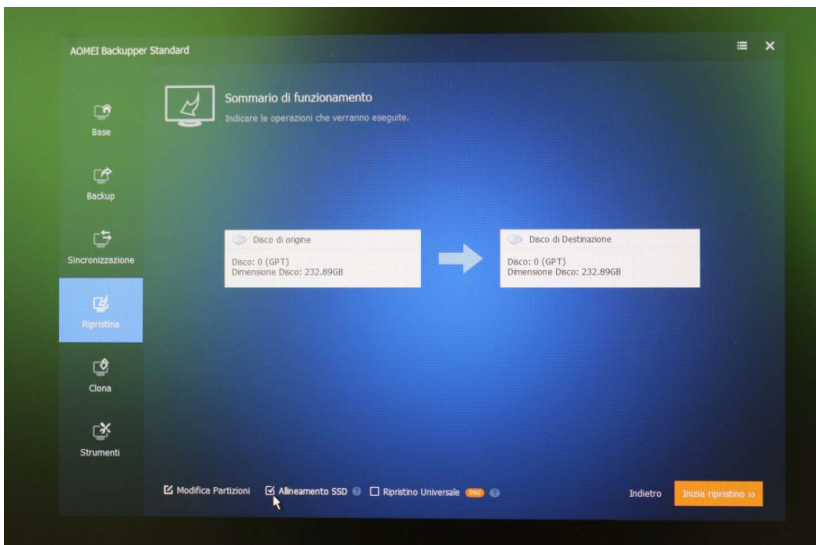 AOMEI Backupper Standard
Sommario di funzionamento
Indicare le operazioni che verranno eseguite.
Base
Backup
Sincronizzazione
Ripristina
Clona
Strumenti
Disco di origine
Disco: 0 (GPT)
Dimensione Disco: 232.89GB
Disco di Destinazione
Disco: 0 (GPT)
Dimensione Disco: 232.89GB
Modifica Partizioni
Allineamento SSD
Ripristino Universale
Indietro
Inizia ripristino »